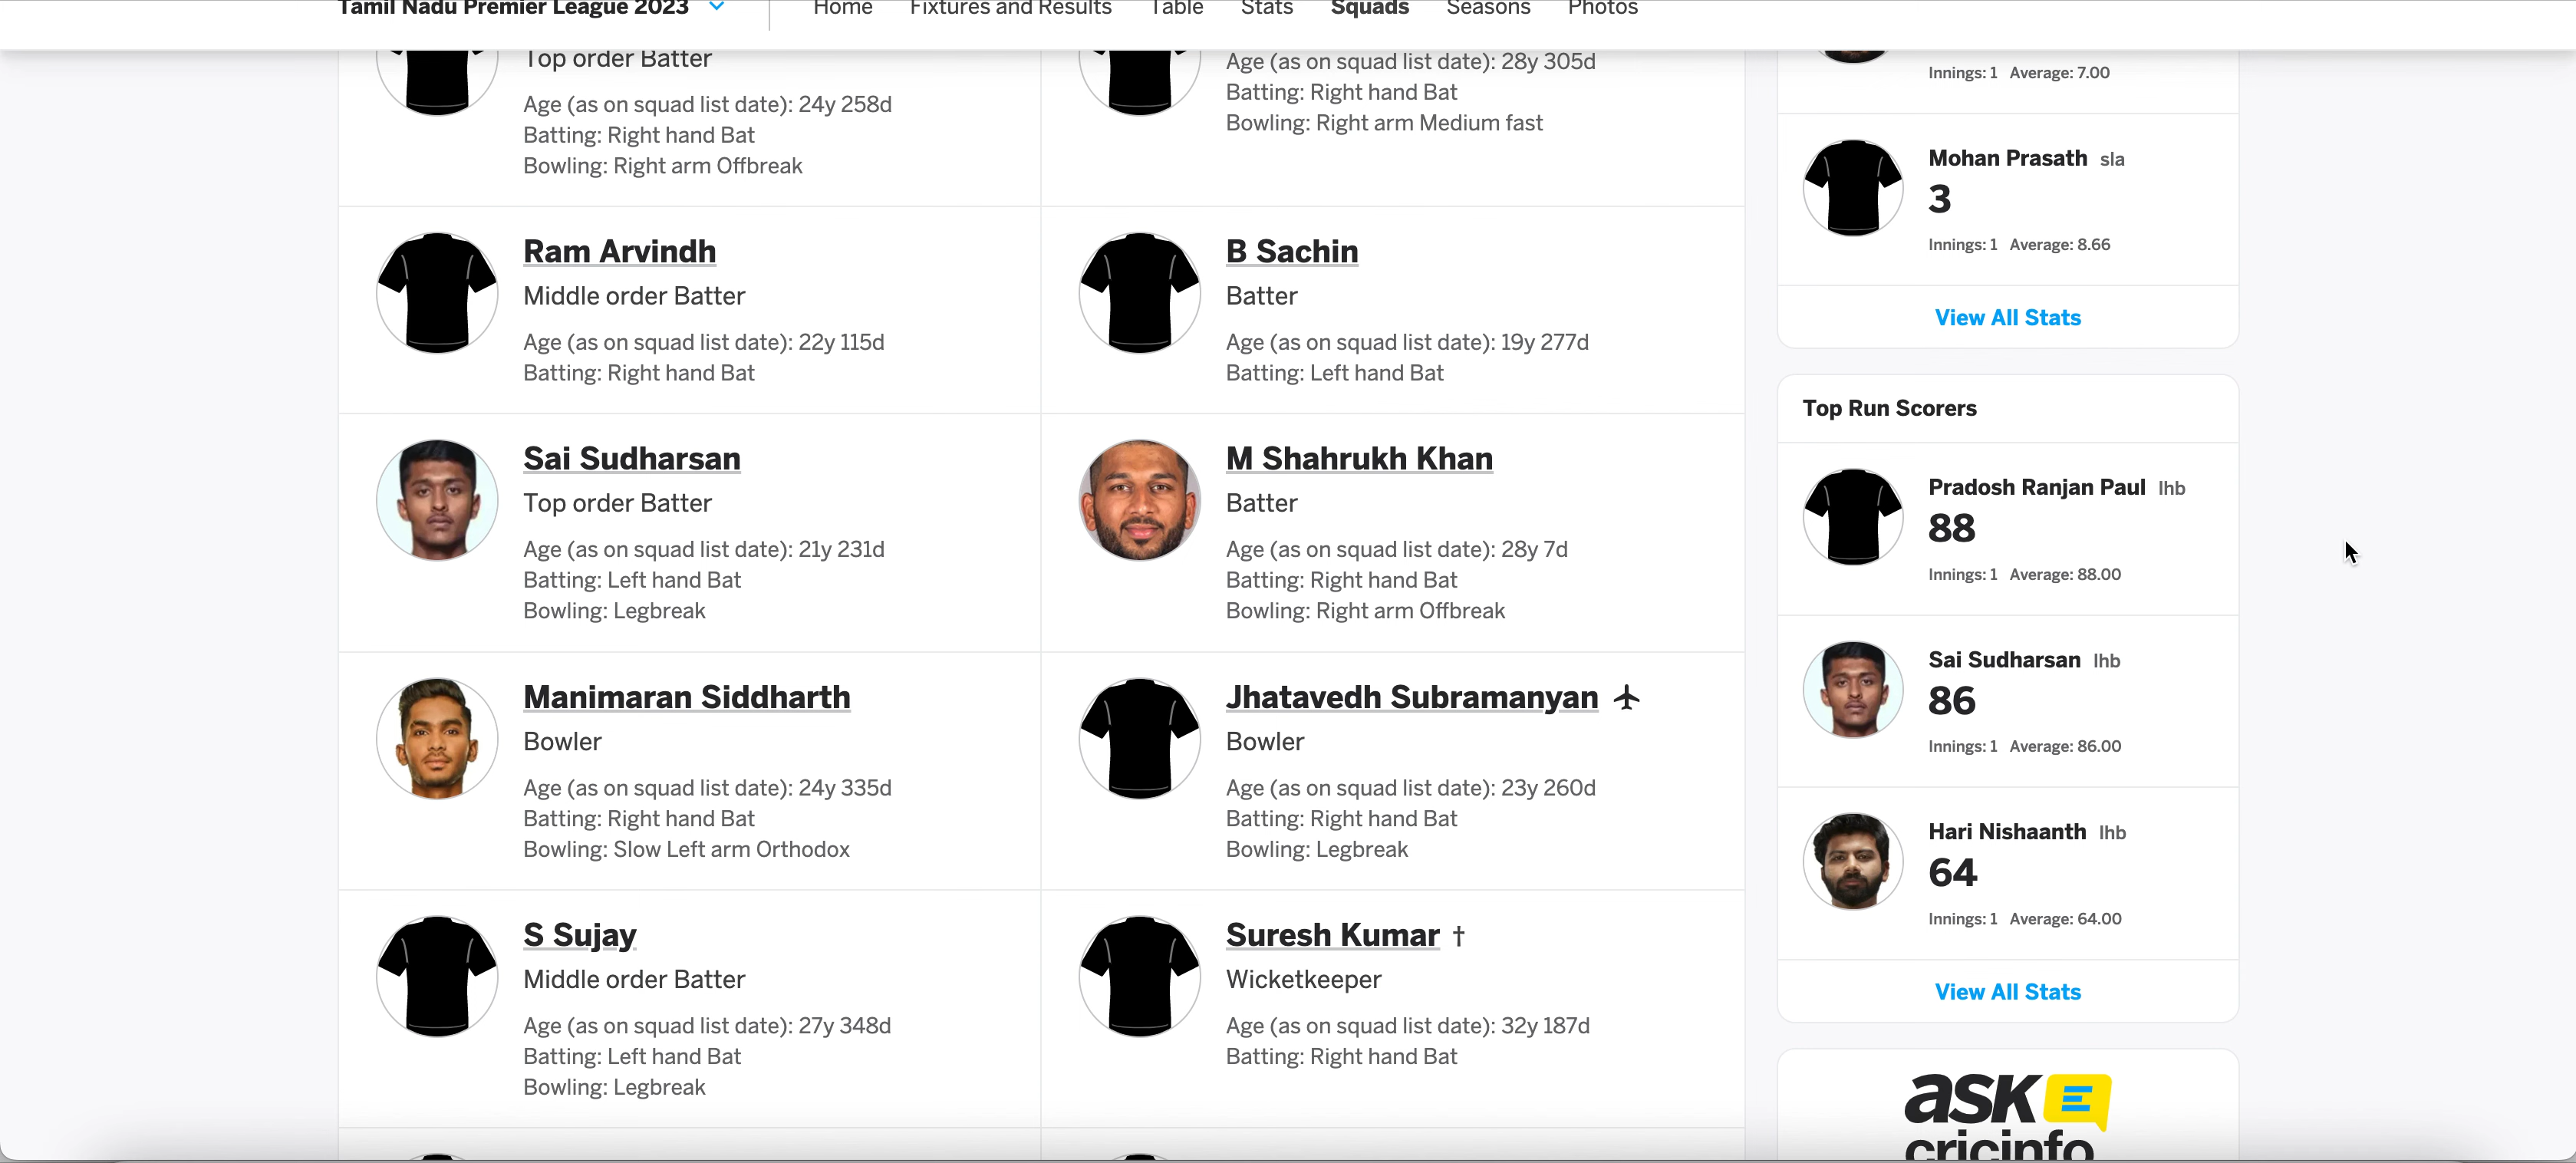 Tamil Nadu Premier League 2023
Home Fixtures and Results Table Stats Squads Seasons Photos
Top order Batter
Age (as on squad list date): 24y 258d
Batting: Right hand Bat
Bowling: Right arm Offbreak
Age (as on squad list date): 28y 305d
Batting: Right hand Bat
Bowling: Right arm Medium fast
Ram Arvindh
Middle order Batter
Age (as on squad list date): 22y 115d
Batting: Right hand Bat
B Sachin
Batter
Age (as on squad list date): 19y 277d
Batting: Left hand Bat
Sai Sudharsan
Top order Batter
Age (as on squad list date): 21y 231d
Batting: Left hand Bat
Bowling: Legbreak
M Shahrukh Khan
Batter
Age (as on squad list date): 28y 7d
Batting: Right hand Bat
Bowling: Right arm Offbreak
Manimaran Siddharth
Bowler
Age (as on squad list date): 24y 335d
Batting: Right hand Bat
Bowling: Slow Left arm Orthodox
Jhatavedh Subramanyan
Bowler
Age (as on squad list date): 23y 260d
Batting: Right hand Bat
Bowling: Legbreak
S Sujay
Middle order Batter
Age (as on squad list date): 27y 348d
Batting: Left hand Bat
Bowling: Legbreak
Suresh Kumar †
Wicketkeeper
Age (as on squad list date): 32y 187d
Batting: Right hand Bat
Innings: 1 Average: 7.00
Mohan Prasath sla
3
Innings: 1 Average: 8.66
View All Stats
Top Run Scorers
Pradosh Ranjan Paul lhb
88
Innings: 1 Average: 88.00
Sai Sudharsan lhb
86
Innings: 1 Average: 86.00
Hari Nishaanth lhb
64
Innings: 1 Average: 64.00
View All Stats
ask
cricinfo